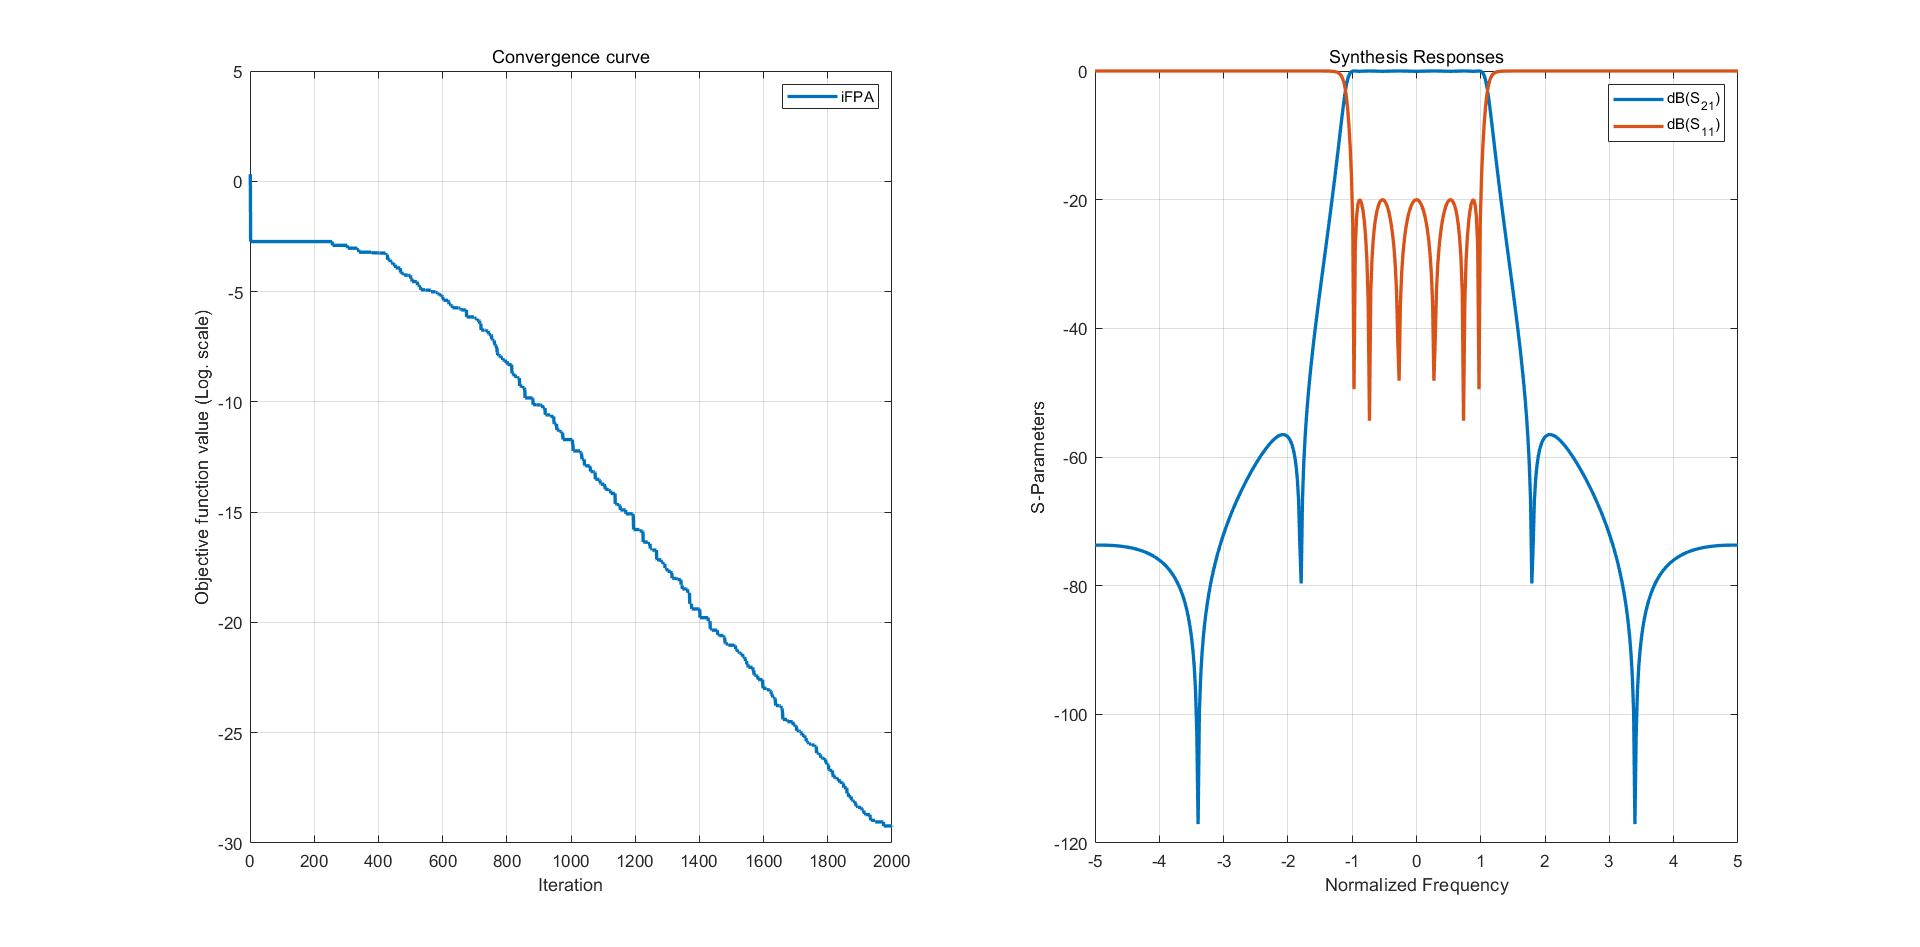 Convergence curve
iFPA
5
0
-5
-10
-15
-20
-25
-30
Objective function value (Log. scale)
0 200 400 600 800 1000 1200 1400 1600 1800 2000
Iteration
Synthesis Responses
dB(S21)
dB(S11)
0
-20
-40
-60
-80
-100
-120
S-Parameters
-5 -4 -3 -2 -1 0 1 2 3 4 5
Normalized Frequency